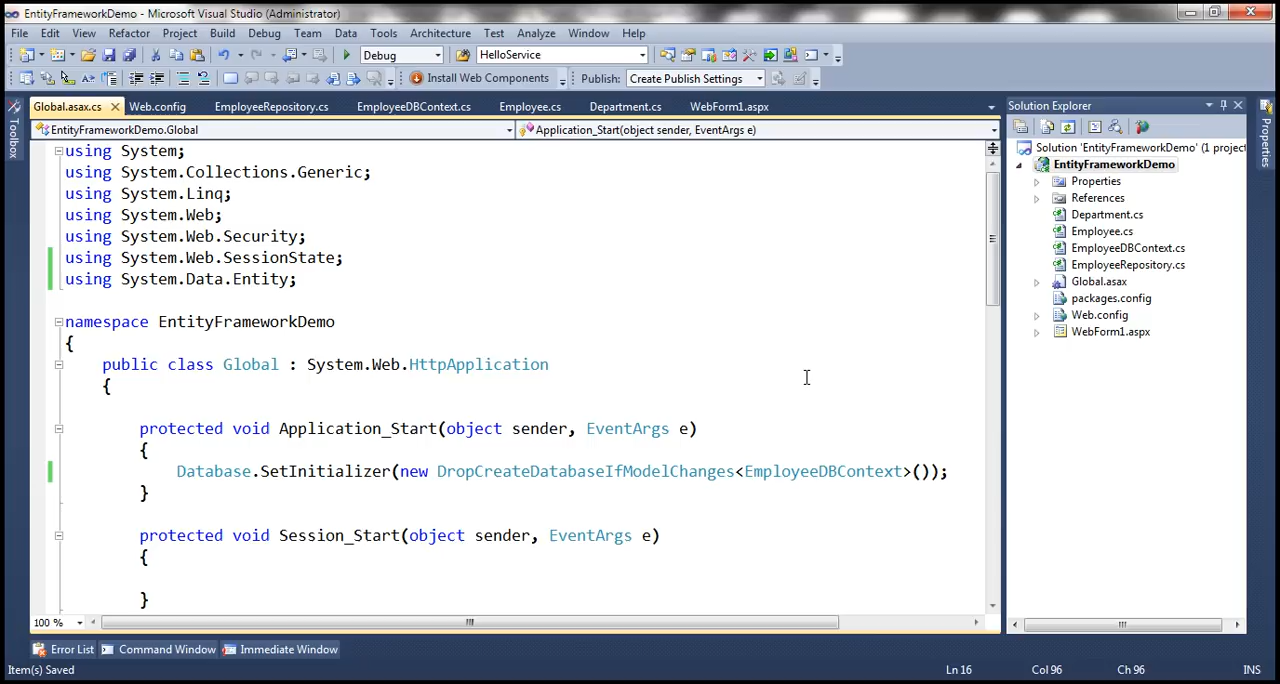 EntityFrameworkDemo - Microsoft Visual Studio (Administrator)
File Edit View Refactor Project Build Debug Team Data Tools Architecture Test Analyze Window Help
Debug HelloService
Install Web Components Publish: Create Publish Settings
Toolbox
Global.asax.cs Web.config EmployeeRepository.cs EmployeeDBContext.cs Employee.cs Department.cs WebForm1.aspx
EntityFrameworkDemo.Global Application_Start(object sender, EventArgs e)
using System;
using System.Collections.Generic;
using System.Linq;
using System.Web;
using System.Web.Security;
using System.Web.SessionState;
using System.Data.Entity;
namespace EntityFrameworkDemo
{
public class Global : System.Web.HttpApplication
{
protected void Application_Start(object sender, EventArgs e)
{
Database.SetInitializer(new DropCreateDatabaseIfModelChanges<EmployeeDBContext>());
}
protected void Session_Start(object sender, EventArgs e)
{
}
100 %
Solution Explorer
Solution 'EntityFrameworkDemo' (1 project
EntityFrameworkDemo
Properties
References
Department.cs
Employee.cs
EmployeeDBContext.cs
EmployeeRepository.cs
Global.asax
packages.config
Web.config
WebForm1.aspx
Properties
Error List Command Window Immediate Window
Item(s) Saved Ln 16 Col 96 Ch 96 INS